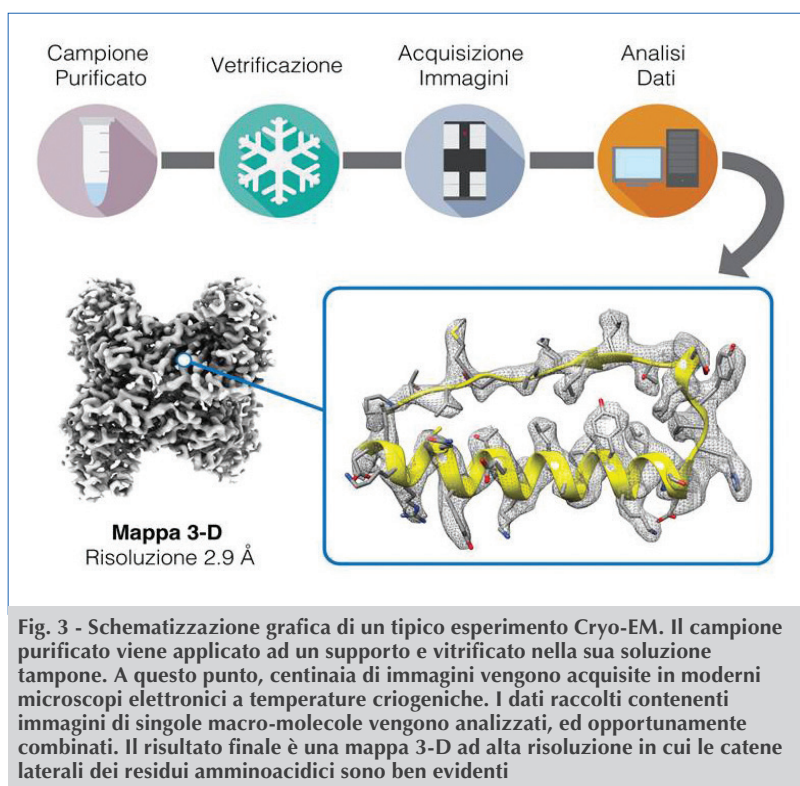 Campione
Purificato
Vetrificazione
Acquisizione
Immagini
Analisi
Dati
Mappa 3-D
Risoluzione 2.9 Å
Fig. 3 - Schematizzazione grafica di un tipico esperimento Cryo-EM. Il campione
purificato viene applicato ad un supporto e vitrificato nella sua soluzione
tampone. A questo punto, centinaia di immagini vengono acquisite in moderni
microscopi elettronici a temperature criogeniche. I dati raccolti contenenti
immagini di singole macro-molecole vengono analizzati, ed opportunamente
combinati. Il risultato finale è una mappa 3-D ad alta risoluzione in cui le catene
laterali dei residui amminoacidici sono ben evidenti